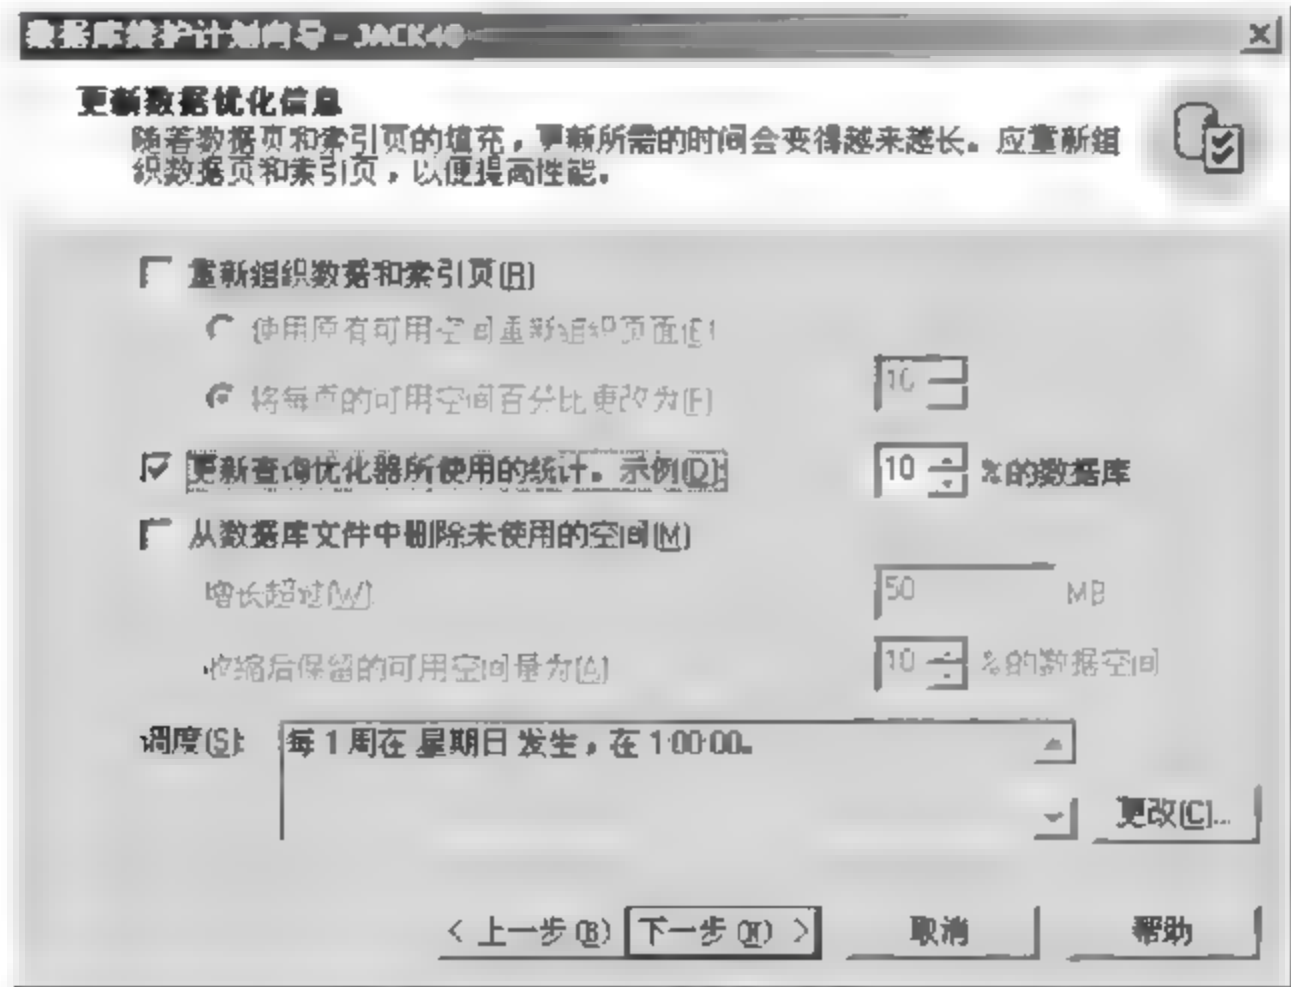 数据库维护计划向导 - JACK40
更新数据优化信息
随着数据页和索引页的填充，更新所需的时间会变得越来越长。应重新组
织数据页和索引页，以便提高性能。
重新组织数据和索引页(R)
使用原有可用空间重新组织页面(E)
将每页的可用空间百分比更改为(F) 10
更新查询优化器所使用的统计。示例(Q): 10 %的数据库
从数据库文件中删除未使用的空间(M)
增长超过(W): 50 MB
收缩后保留的可用空间量为(A) 10 %的数据空间
调度(S): 每 1 周在 星期日 发生，在 1:00:00。
更改(C)...
< 上一步(B) 下一步(N) > 取消 帮助